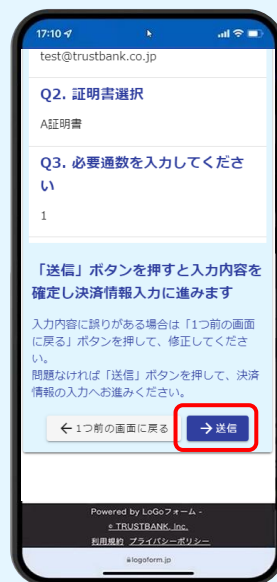 17:10
test@trustbank.co.jp
Q2. 証明書選択
A証明書
Q3. 必要通数を入力してくださ
い
1
「送信」ボタンを押すと入力内容を
確定し決済情報入力に進みます
入力内容に誤りがある場合は「1つ前の画面
に戻る」ボタンを押して、修正してくださ
い。
問題なければ「送信」ボタンを押して、決済
情報の入力へお進みください。
←1つ前の画面に戻る
→送信
Powered by LoGoフォーム -
© TRUSTBANK, Inc.
利用規約 プライバシーポリシー
logoform.jp